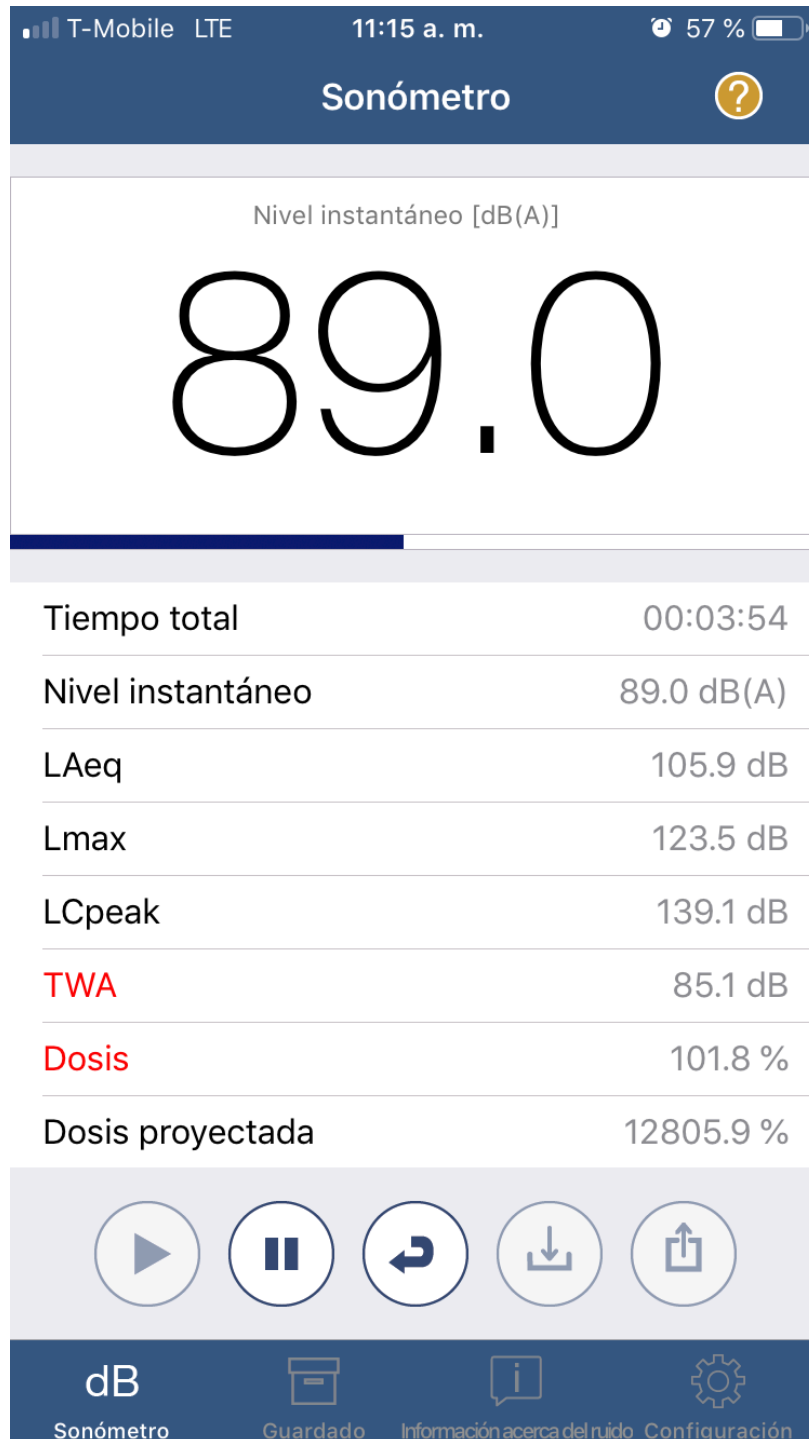 T-Mobile LTE 11:15 a. m. 57 %
Sonómetro ?
Nivel instantáneo [dB(A)]
89.0
Tiempo total 00:03:54
Nivel instantáneo 89.0 dB(A)
LAeq 105.9 dB
Lmax 123.5 dB
LCpeak 139.1 dB
TWA 85.1 dB
Dosis 101.8 %
Dosis proyectada 12805.9 %
dB i
Sonómetro Guardado Información acerca del ruido Configuración